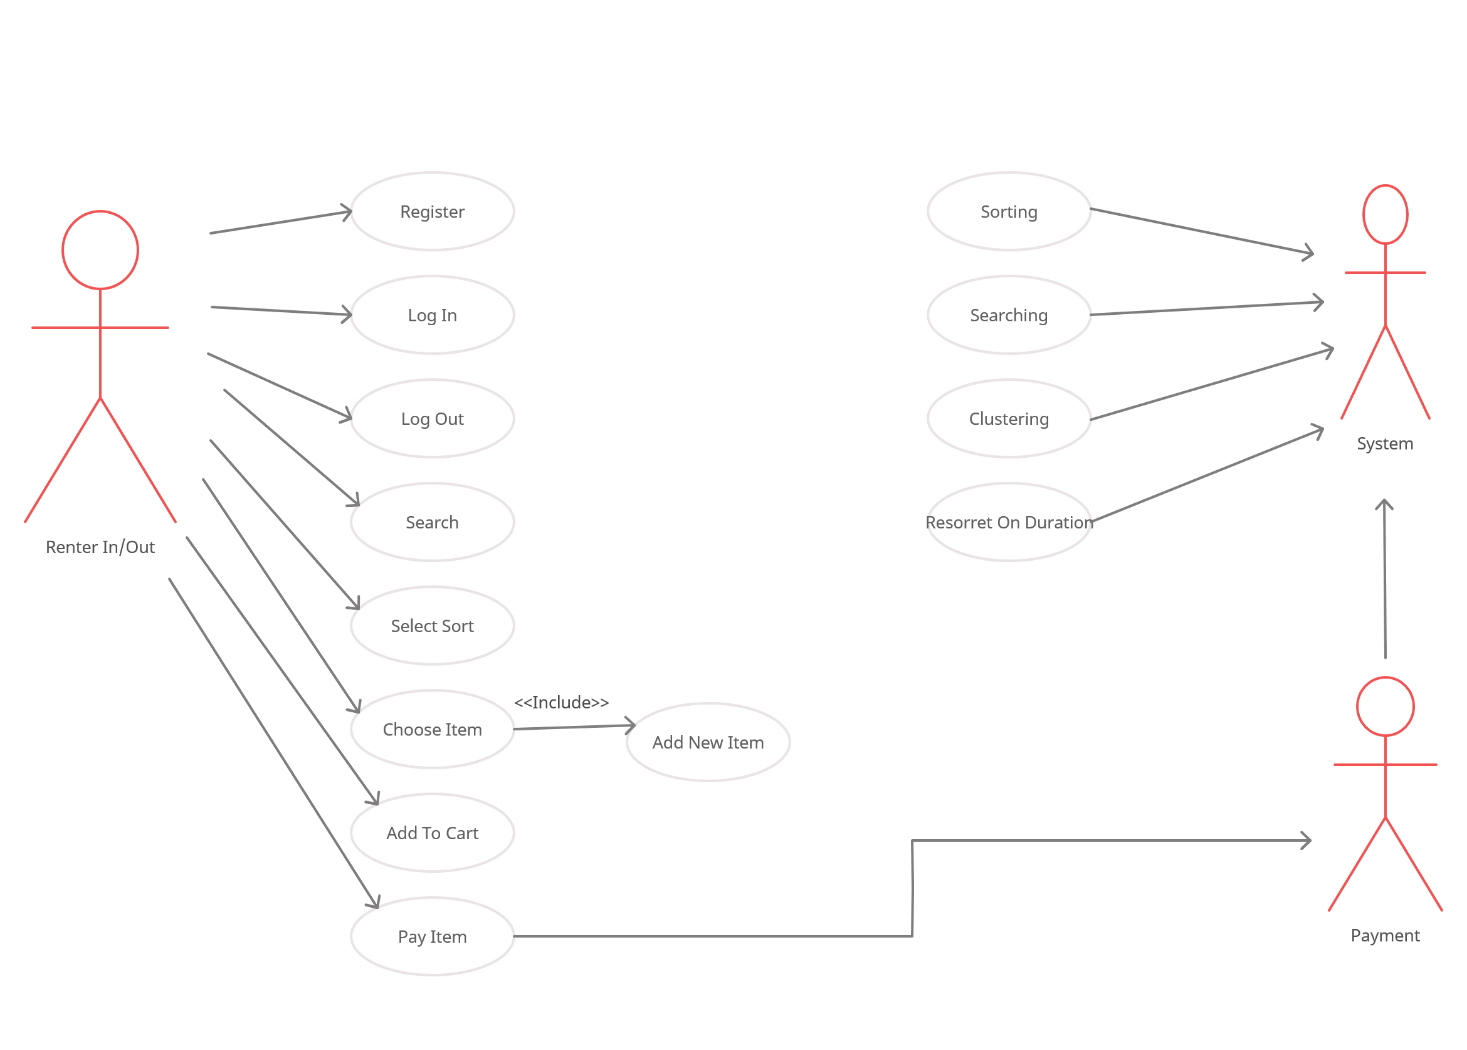 Register
Log In
Log Out
Search
Select Sort
Choose Item
Add To Cart
Pay Item
Renter In/Out
<<Include>>
Add New Item
Sorting
Searching
Clustering
Resorret On Duration
System
Payment